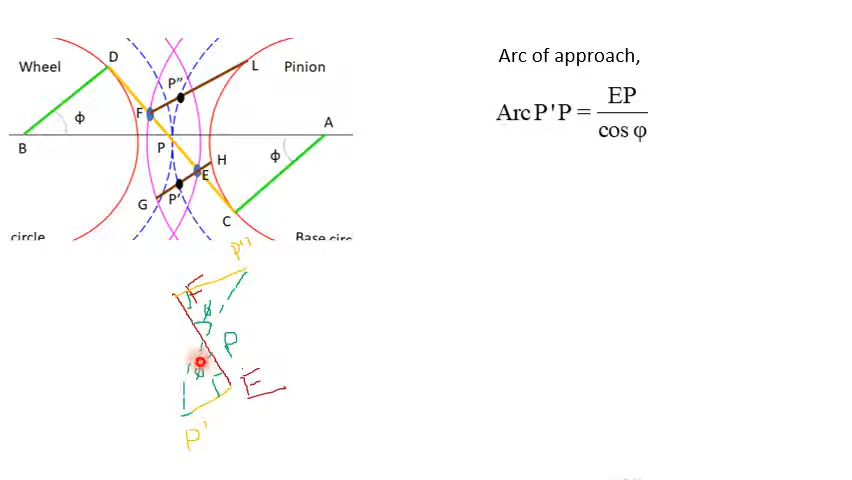 Arc of approach,
Arc P'P = EP / cos φ
D
L
Wheel
P"
Pinion
F
ϕ
A
B
P
ϕ
H
E
G
P'
C
circle
Base circ
P"
F
ϕ
P
ϕ
E
P'